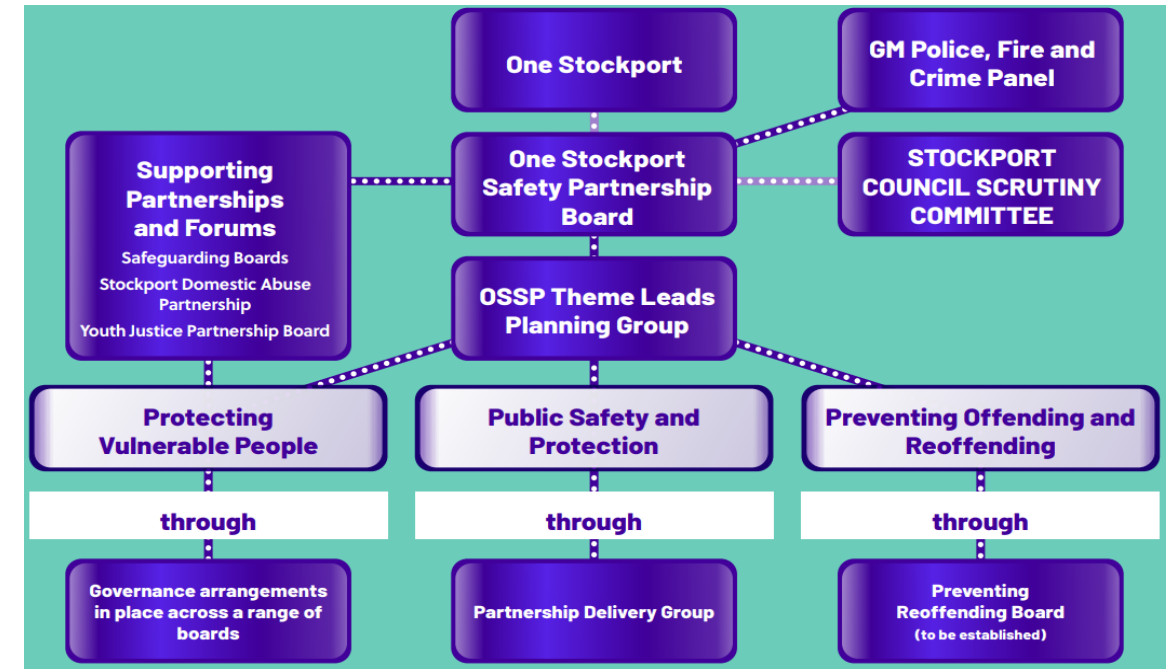 One Stockport
GM Police, Fire and
Crime Panel
Supporting
Partnerships
and Forums
Safeguarding Boards
Stockport Domestic Abuse
Partnership
Youth Justice Partnership Board
One Stockport
Safety Partnership
Board
STOCKPORT
COUNCIL SCRUTINY
COMMITTEE
OSSP Theme Leads
Planning Group
Protecting
Vulnerable People
Public Safety and
Protection
Preventing Offending and
Reoffending
through
through
through
Governance arrangements
in place across a range of
boards
Partnership Delivery Group
Preventing
Reoffending Board
(to be established)